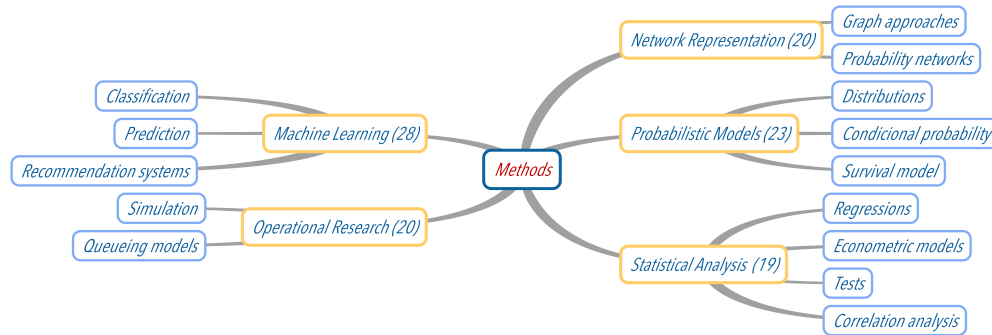 Methods
Machine Learning (28)
Classification
Prediction
Recommendation systems
Operational Research (20)
Simulation
Queueing models
Network Representation (20)
Graph approaches
Probability networks
Probabilistic Models (23)
Distributions
Condicional probability
Survival model
Statistical Analysis (19)
Regressions
Econometric models
Tests
Correlation analysis